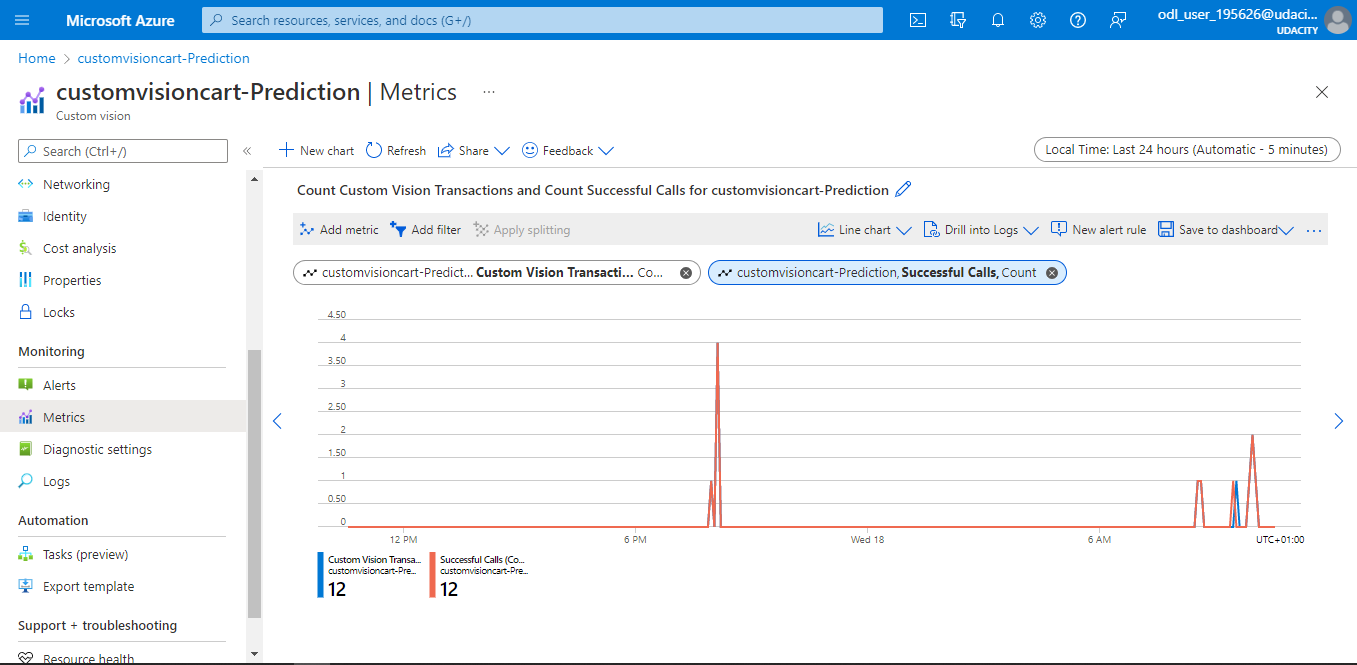 Microsoft Azure
Search resources, services, and docs (G+/)
odl_user_195626@udaci...
UDACITY
Home > customvisioncart-Prediction
customvisioncart-Prediction | Metrics ...
Custom vision
Search (Ctrl+/)
«
Networking
Identity
Cost analysis
Properties
Locks
Monitoring
Alerts
Metrics
Diagnostic settings
Logs
Automation
Tasks (preview)
Export template
Support + troubleshooting
Resource health
New chart Refresh Share Feedback
Local Time: Last 24 hours (Automatic - 5 minutes)
Count Custom Vision Transactions and Count Successful Calls for customvisioncart-Prediction
Add metric Add filter Apply splitting Line chart Drill into Logs New alert rule Save to dashboard ...
customvisioncart-Predict... Custom Vision Transacti... Co...
customvisioncart-Prediction, Successful Calls, Count
4.50
4
3.50
3
2.50
2
1.50
1
0.50
0
12 PM 6 PM Wed 18 6 AM UTC+01:00
Custom Vision Transa...
customvisioncart-Pre...
12
Successful Calls (Co...
customvisioncart-Pre...
12